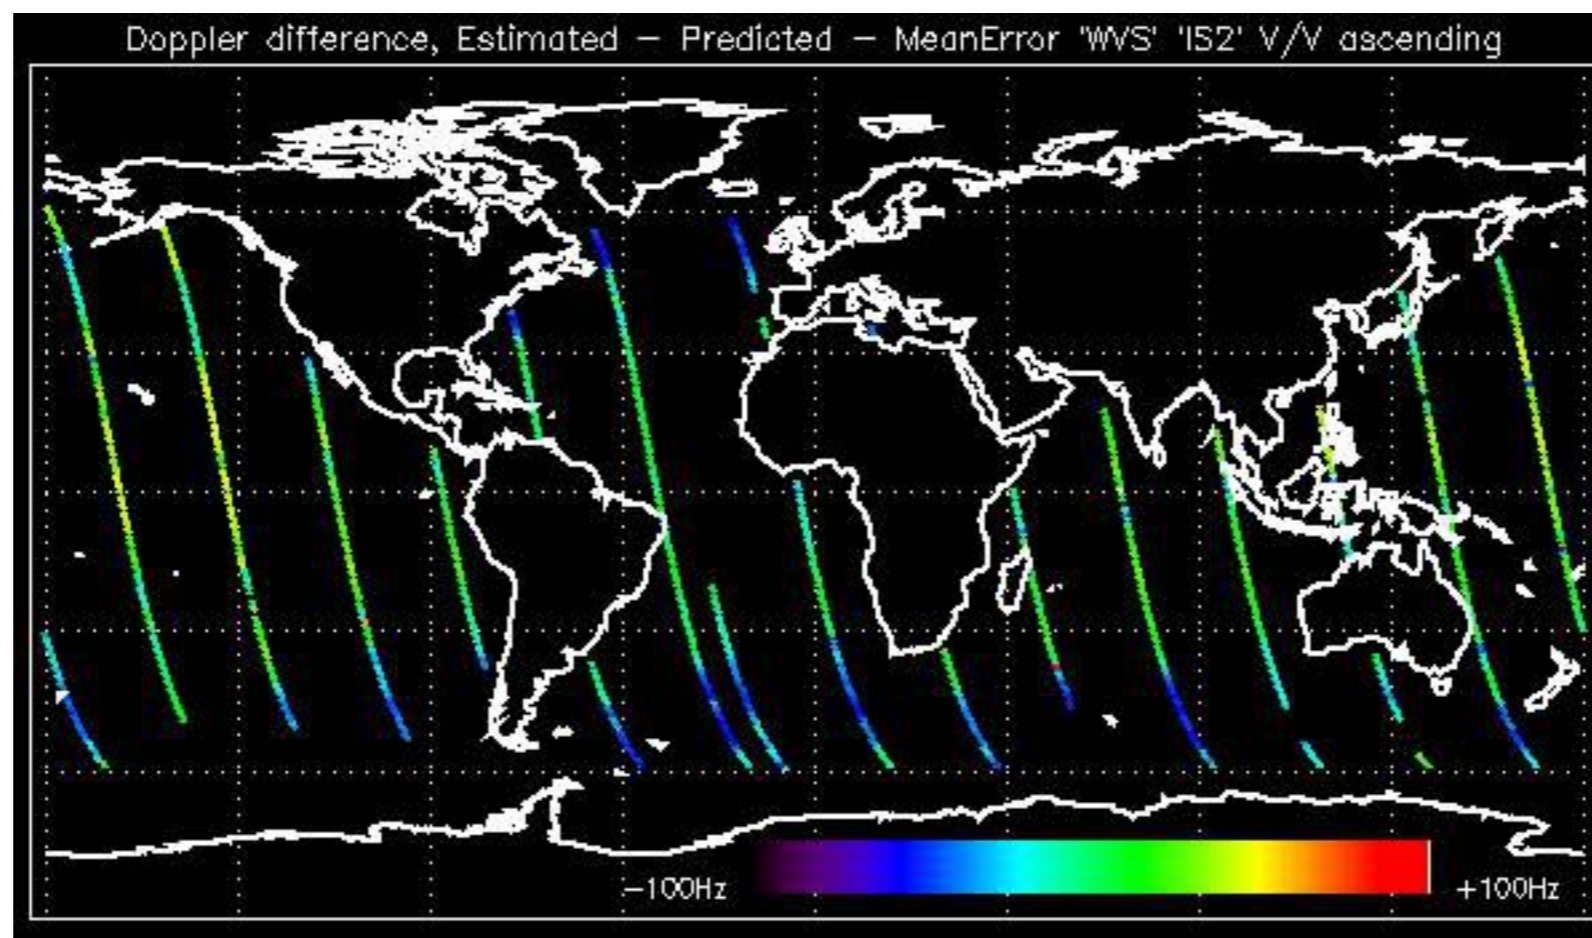 Doppler difference, Estimated – Predicted – MeanError 'WVS' 'IS2' V/V ascending
–100Hz
+100Hz